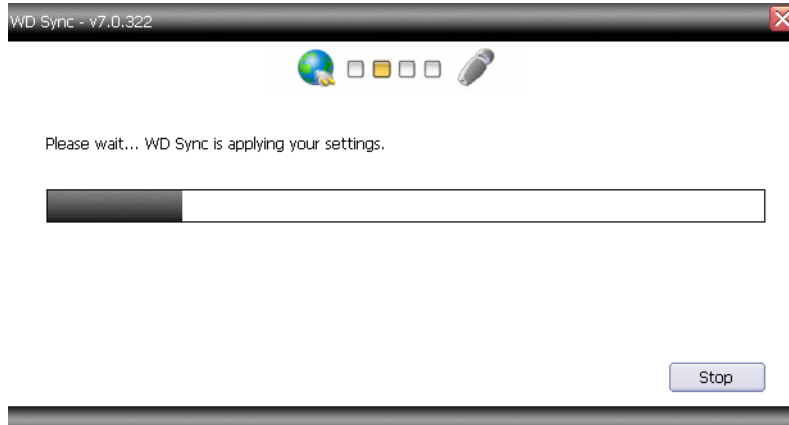 WD Sync - v7.0.322
Please wait... WD Sync is applying your settings.
Stop